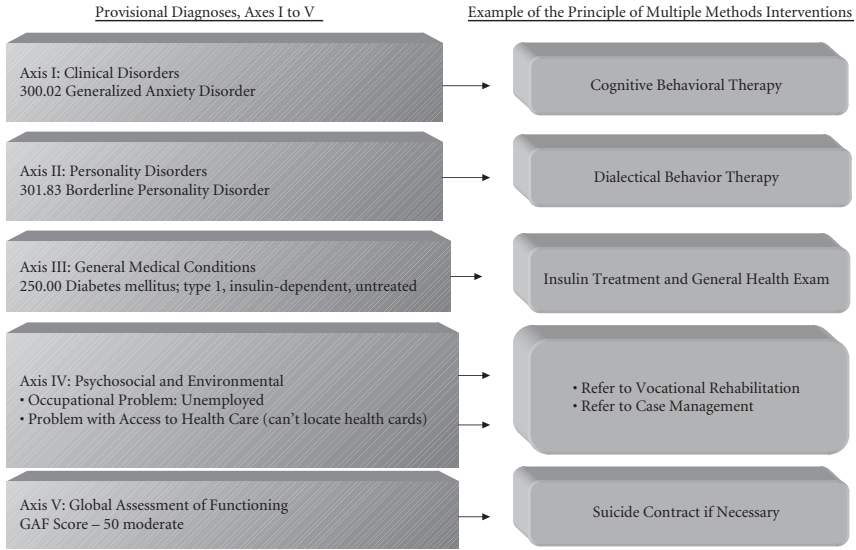 Provisional Diagnoses, Axes I to V
Example of the Principle of Multiple Methods Interventions
Axis I: Clinical Disorders
300.02 Generalized Anxiety Disorder
Cognitive Behavioral Therapy
Axis II: Personality Disorders
301.83 Borderline Personality Disorder
Dialectical Behavior Therapy
Axis III: General Medical Conditions
250.00 Diabetes mellitus; type 1, insulin-dependent, untreated
Insulin Treatment and General Health Exam
Axis IV: Psychosocial and Environmental
• Occupational Problem: Unemployed
• Problem with Access to Health Care (can't locate health cards)
• Refer to Vocational Rehabilitation
• Refer to Case Management
Axis V: Global Assessment of Functioning
GAF Score – 50 moderate
Suicide Contract if Necessary